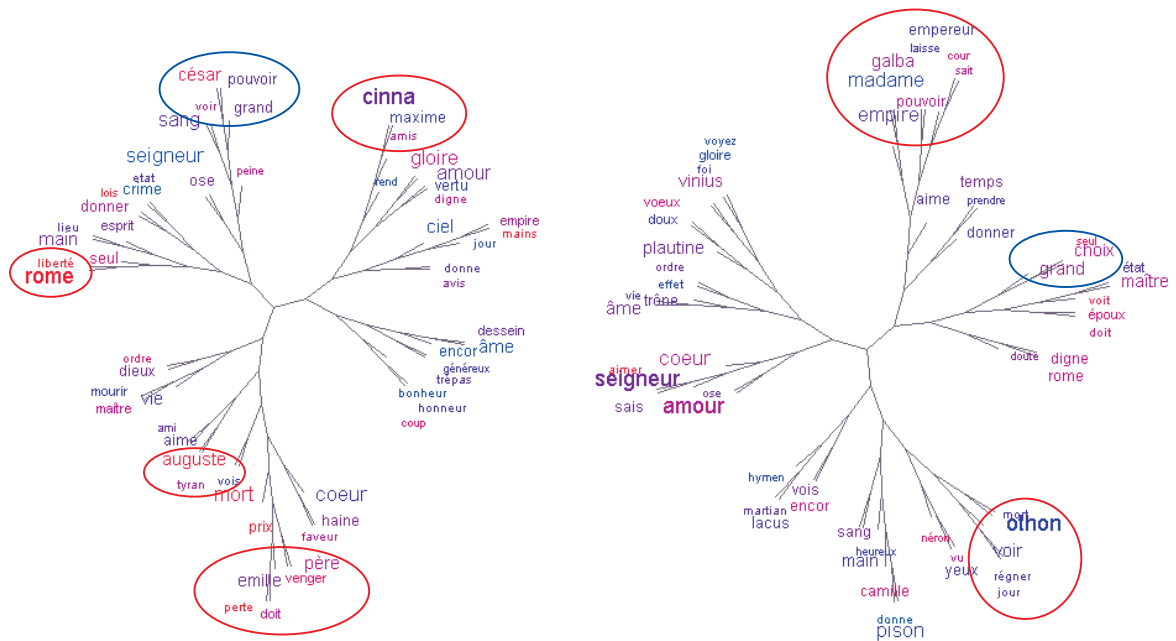 césar
pouvoir
voir
grand
sang
cinna
maxime
amis
seigneur
etat
crime
lois
donner
ose
peine
gloire
amour
rend
vertu
digne
lieu
esprit
main
liberté
seul
rome
ciel
empire
mains
jour
donne
avis
dessein
encor
âme
généreux
trépas
bonheur
honneur
coup
ordre
dieux
mourir
vie
maître
ami
aime
auguste
tyran
vois
mort
coeur
prix
haine
faveur
père
emilie
venger
perte
doit
empereur
laisse
galba
cour
sait
madame
pouvoir
empire
voyez
gloire
foi
vinius
voeux
doux
aime
temps
prendre
donner
plautine
ordre
effet
vie
trône
âme
seul
choix
grand
état
maître
voit
époux
doit
doute
digne
rome
coeur
aimer
seigneur
sais
ose
amour
hymen
vois
martian
encor
lacus
sang
heureux
main
camille
donne
pison
néron
vu
yeux
mort
othon
voir
régner
jour